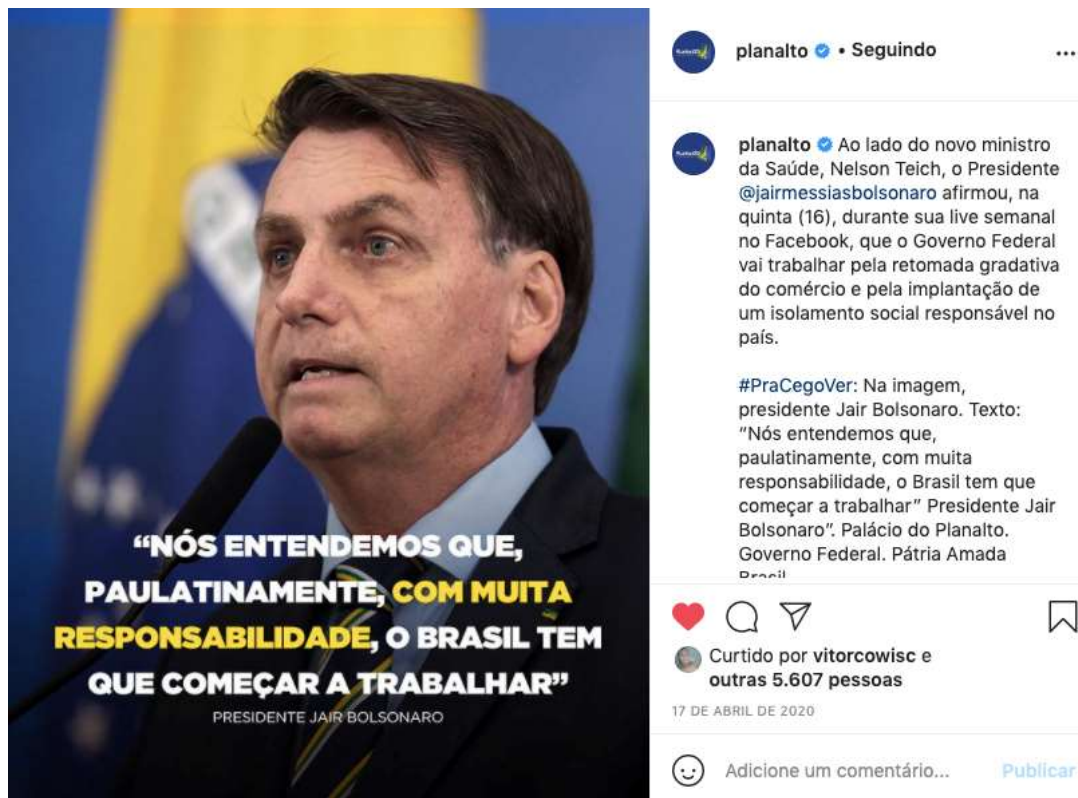 “NÓS ENTENDEMOS QUE,
PAULATINAMENTE, COM MUITA
RESPONSABILIDADE, O BRASIL TEM
QUE COMEÇAR A TRABALHAR”
PRESIDENTE JAIR BOLSONARO
planalto • Seguindo
planalto Ao lado do novo ministro
da Saúde, Nelson Teich, o Presidente
@jairmessiasbolsonaro afirmou, na
quinta (16), durante sua live semanal
no Facebook, que o Governo Federal
vai trabalhar pela retomada gradativa
do comércio e pela implantação de
um isolamento social responsável no
país.
#PraCegoVer: Na imagem,
presidente Jair Bolsonaro. Texto:
”Nós entendemos que,
paulatinamente, com muita
responsabilidade, o Brasil tem que
começar a trabalhar” Presidente Jair
Bolsonaro”. Palácio do Planalto.
Governo Federal. Pátria Amada
Brasil
Curtido por vitorcowisc e
outras 5.607 pessoas
17 DE ABRIL DE 2020
Adicione um comentário... Publicar